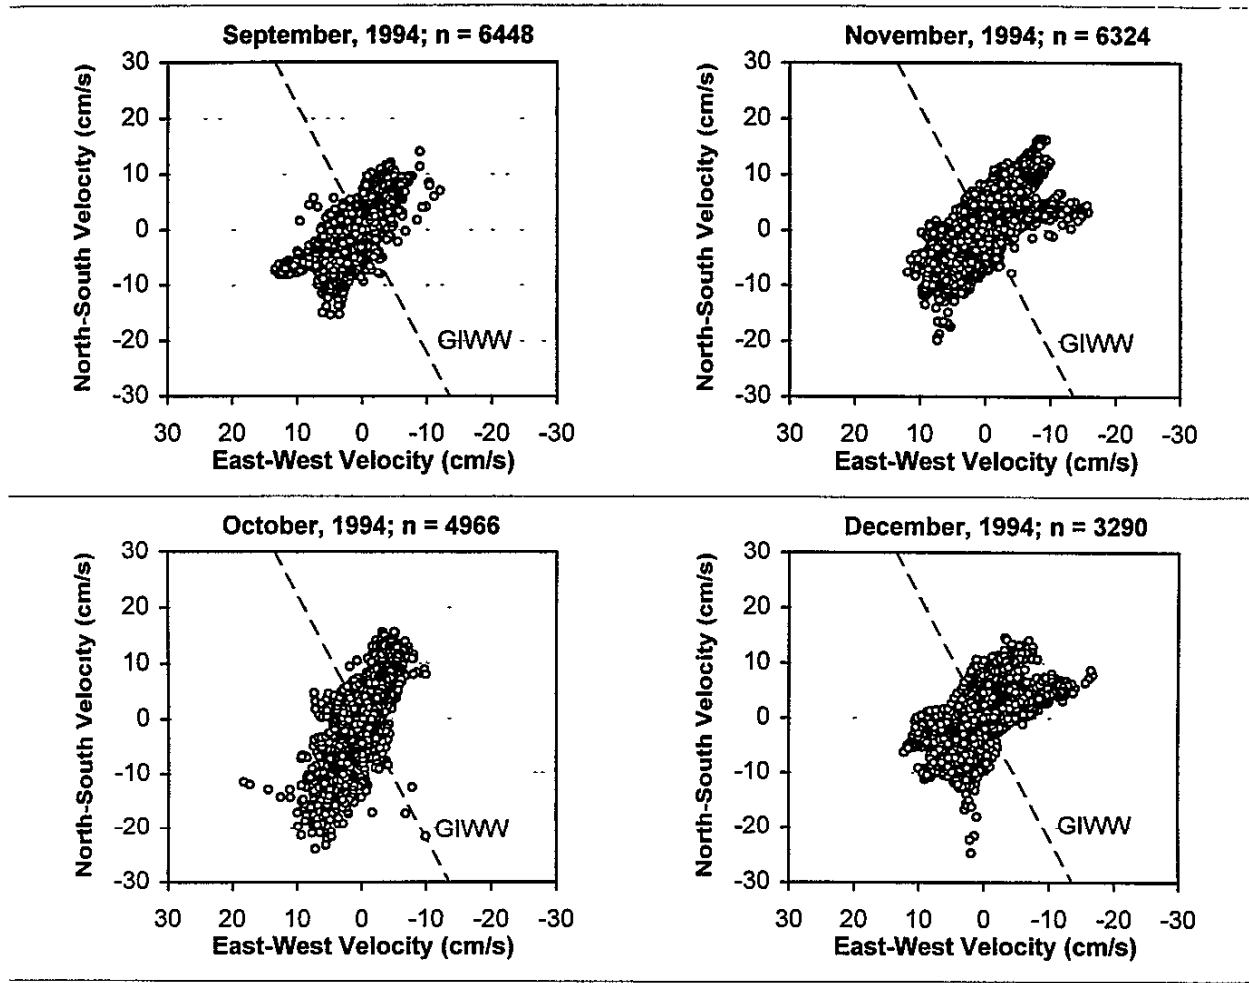 September, 1994; n = 6448
North-South Velocity (cm/s)
30
20
10
0
-10
-20
-30
GIWW
30 20 10 0 -10 -20 -30
East-West Velocity (cm/s)
November, 1994; n = 6324
North-South Velocity (cm/s)
30
20
10
0
-10
-20
-30
GIWW
30 20 10 0 -10 -20 -30
East-West Velocity (cm/s)
October, 1994; n = 4966
North-South Velocity (cm/s)
30
20
10
0
-10
-20
-30
GIWW
30 20 10 0 -10 -20 -30
East-West Velocity (cm/s)
December, 1994; n = 3290
North-South Velocity (cm/s)
30
20
10
0
-10
-20
-30
GIWW
30 20 10 0 -10 -20 -30
East-West Velocity (cm/s)